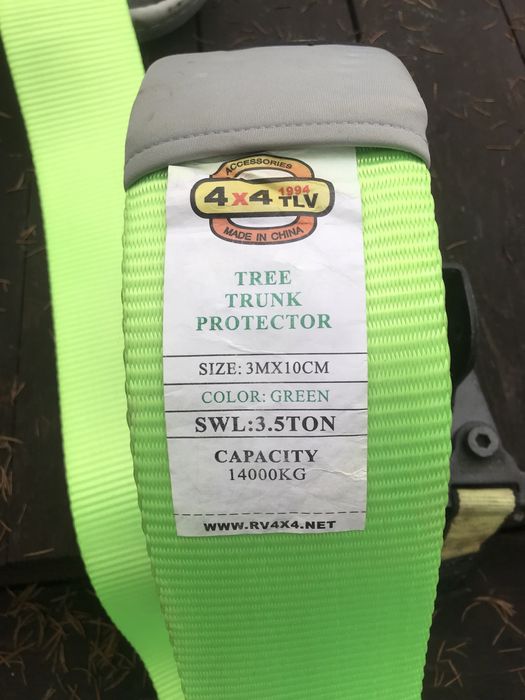 ACCESSORIES
4x4 1994 TLV
MADE IN CHINA
TREE
TRUNK
PROTECTOR
SIZE: 3MX10CM
COLOR: GREEN
SWL:3.5TON
CAPACITY
14000KG
WWW.RV4X4.NET